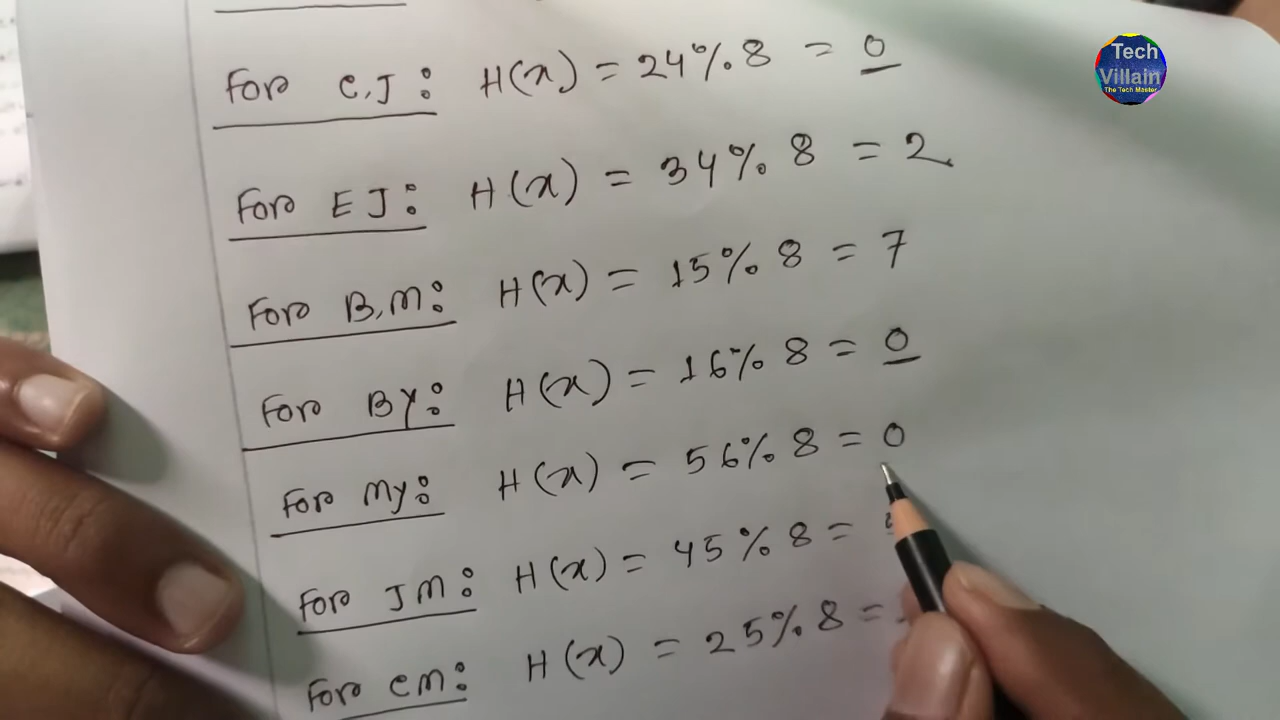 For C,J: H(x) = 24% 8 = 0
For EJ: H(x) = 34% 8 = 2
For B,M: H(x) = 15% 8 = 7
For BY: H(x) = 16% 8 = 0
For MY: H(x) = 56% 8 = 0
For JM: H(x) = 45% 8 =
For CM: H(x) = 25% 8 =
Tech
Villain
The Tech Master